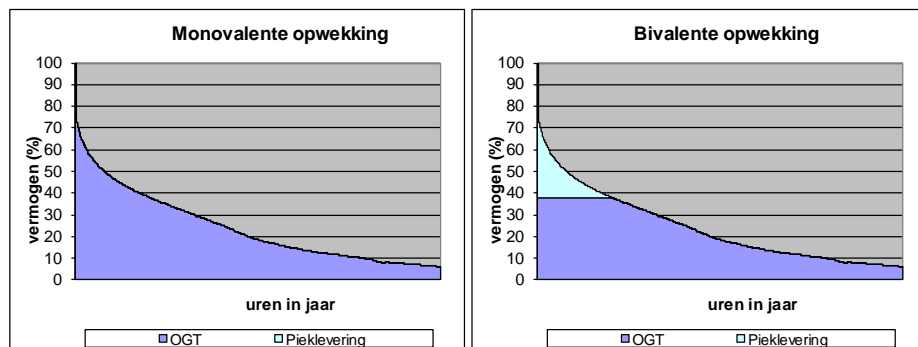 Monovalente opwekking
100
90
80
70
60
50
40
30
20
10
0
vermogen (%)
uren in jaar
OGT Pieklevering
Bivalente opwekking
100
90
80
70
60
50
40
30
20
10
0
vermogen (%)
uren in jaar
OGT Pieklevering